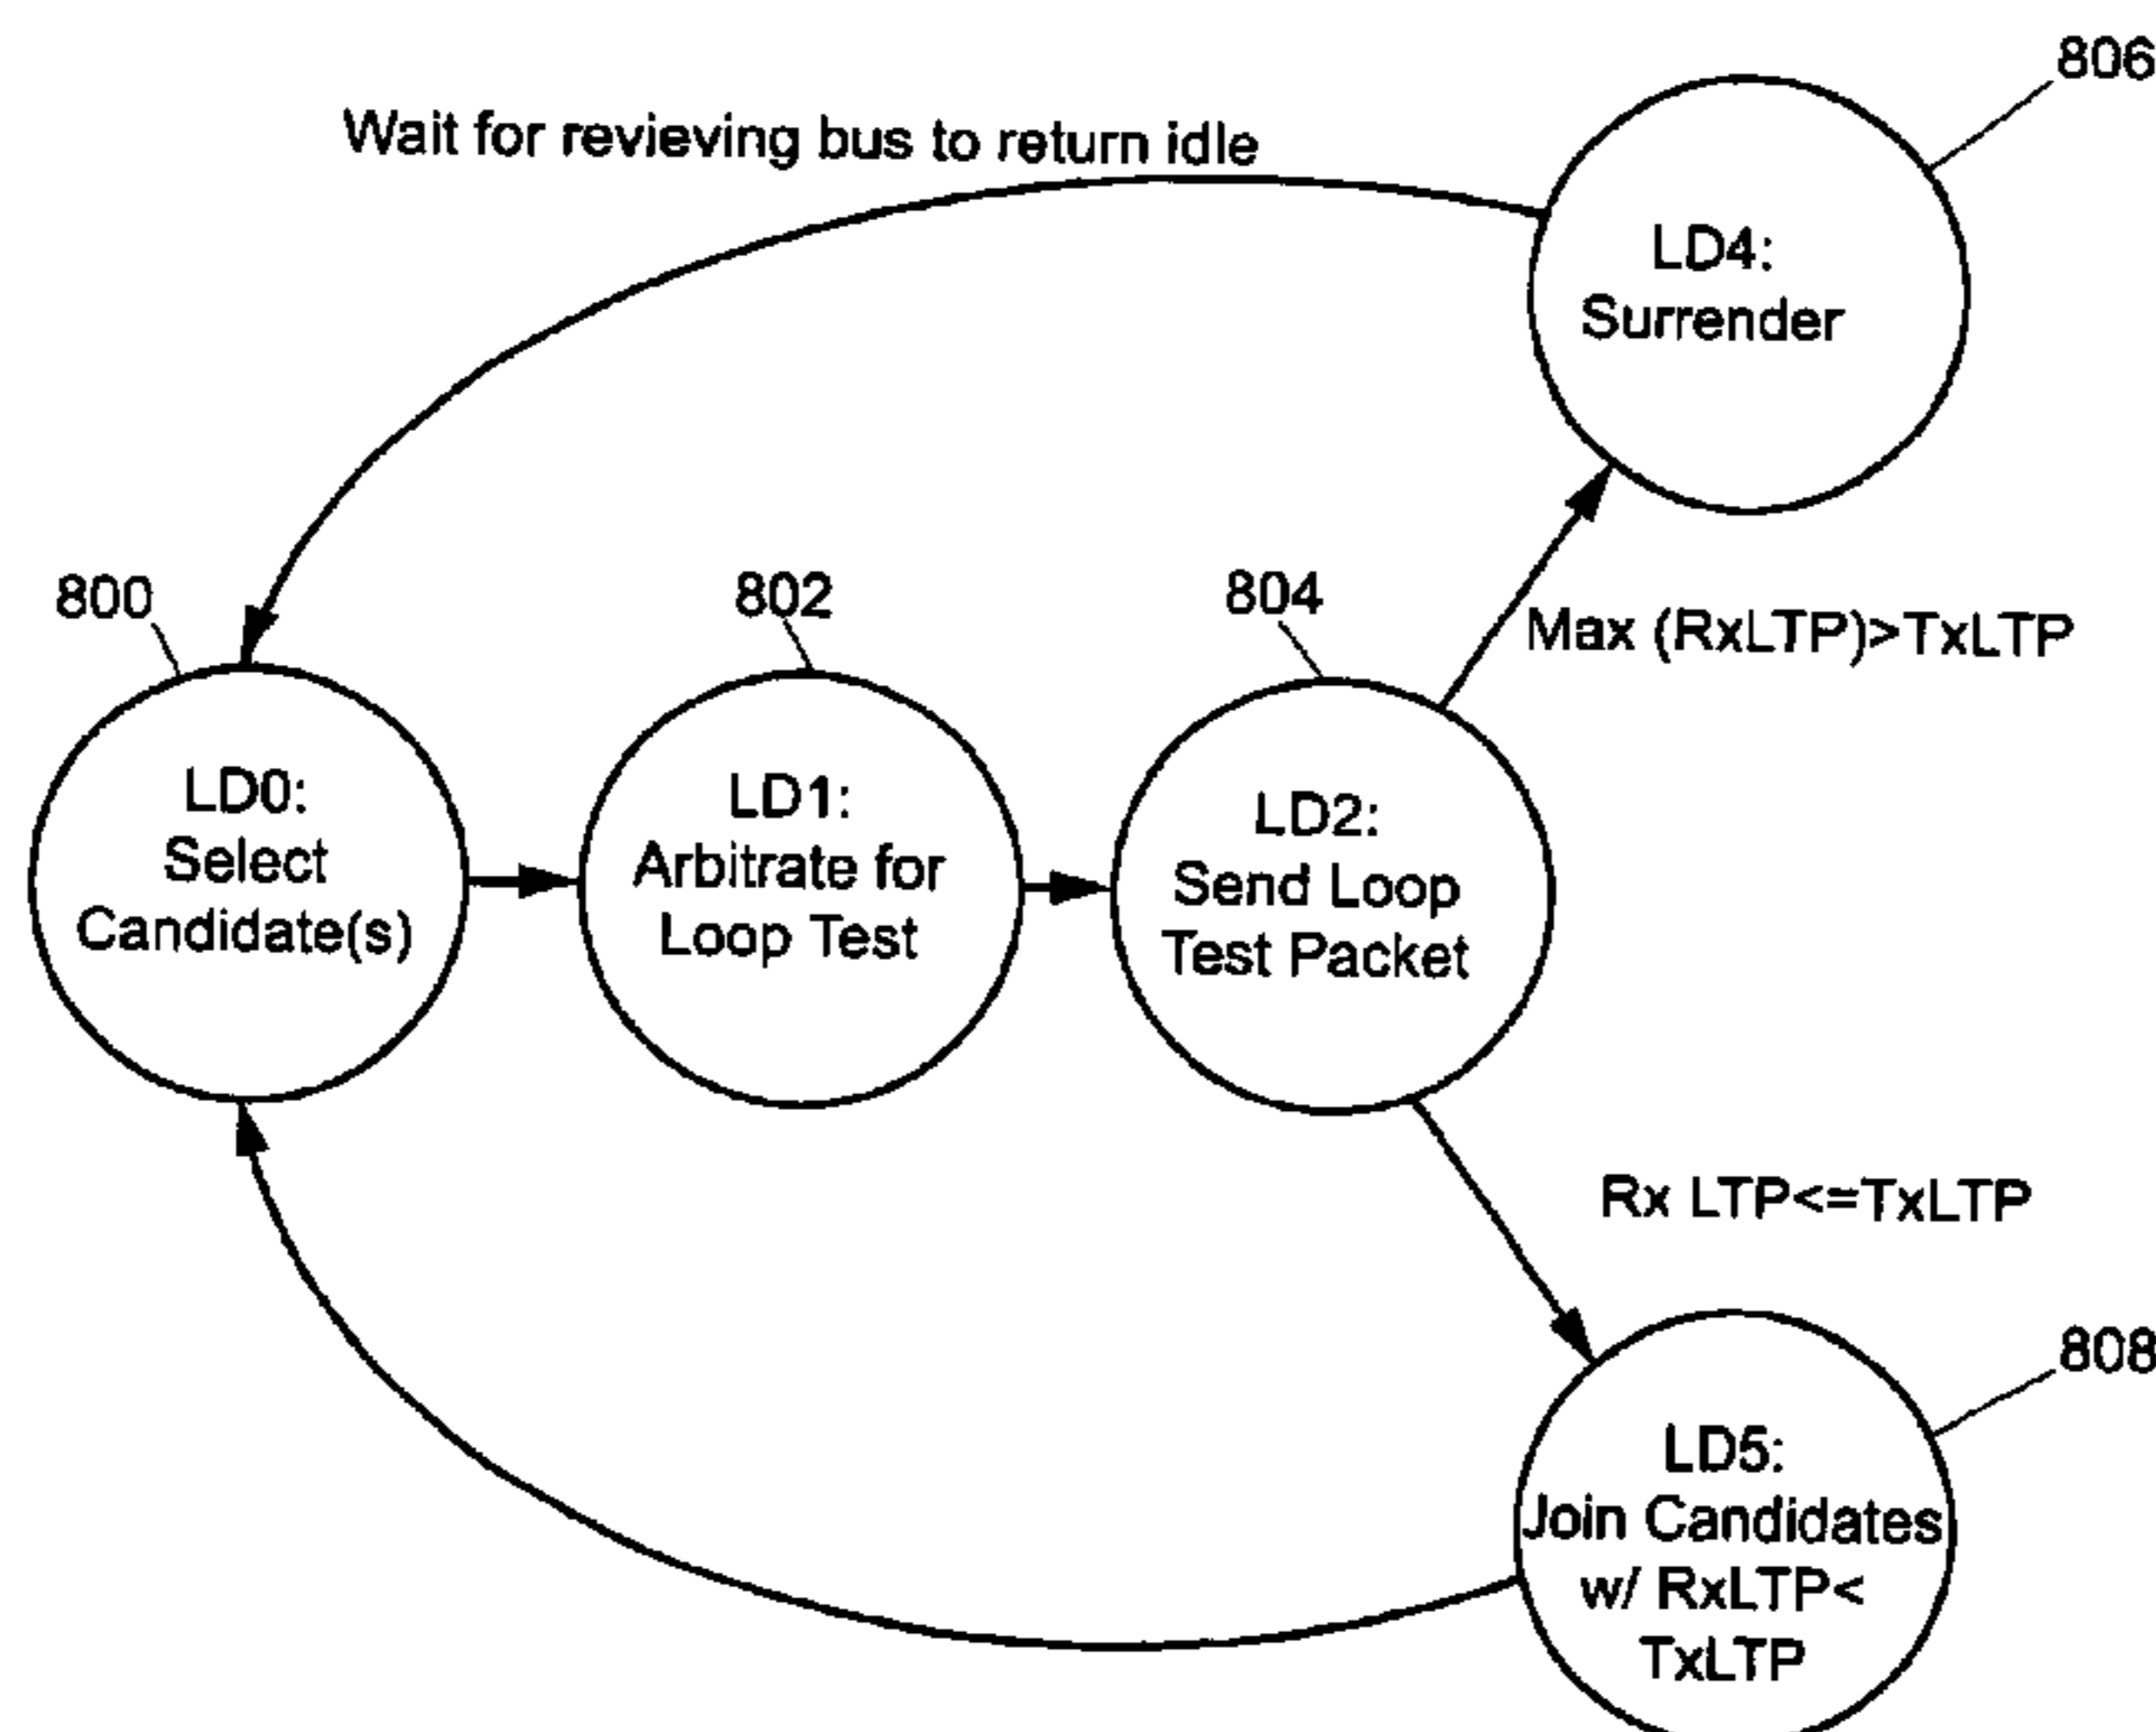 806
Wait for revieving bus to return idle
LD4:
Surrender
800
802
804
Max (RxLTP)>TxLTP
LD0:
Select
Candidate(s)
LD1:
Arbitrate for
Loop Test
LD2:
Send Loop
Test Packet
Rx LTP<=TxLTP
808
LD5:
Join Candidates
w/ RxLTP<
TxLTP